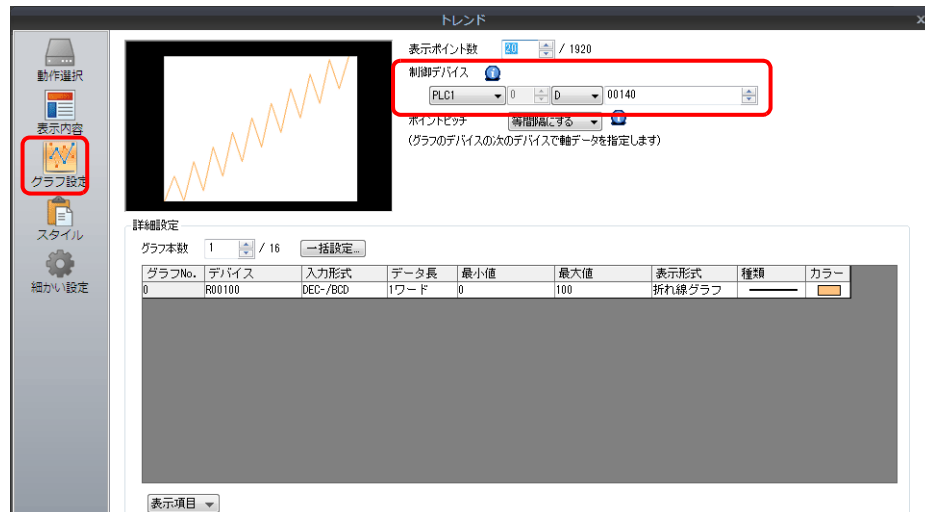 トレンド
動作選択
表示内容
グラフ設定
スタイル
細かい設定
表示ポイント数 20 / 1920
制御デバイス
PLC1 0 D 00140
ポイントピッチ 等間隔にする
(グラフのデバイスの次のデバイスで軸データを指定します)
詳細設定
グラフ本数 1 / 16 一括設定...
グラフNo. デバイス 入力形式 データ長 最小値 最大値 表示形式 種類 カラー
0 R00100 DEC-/BCD 1ワード 0 100 折れ線グラフ
表示項目